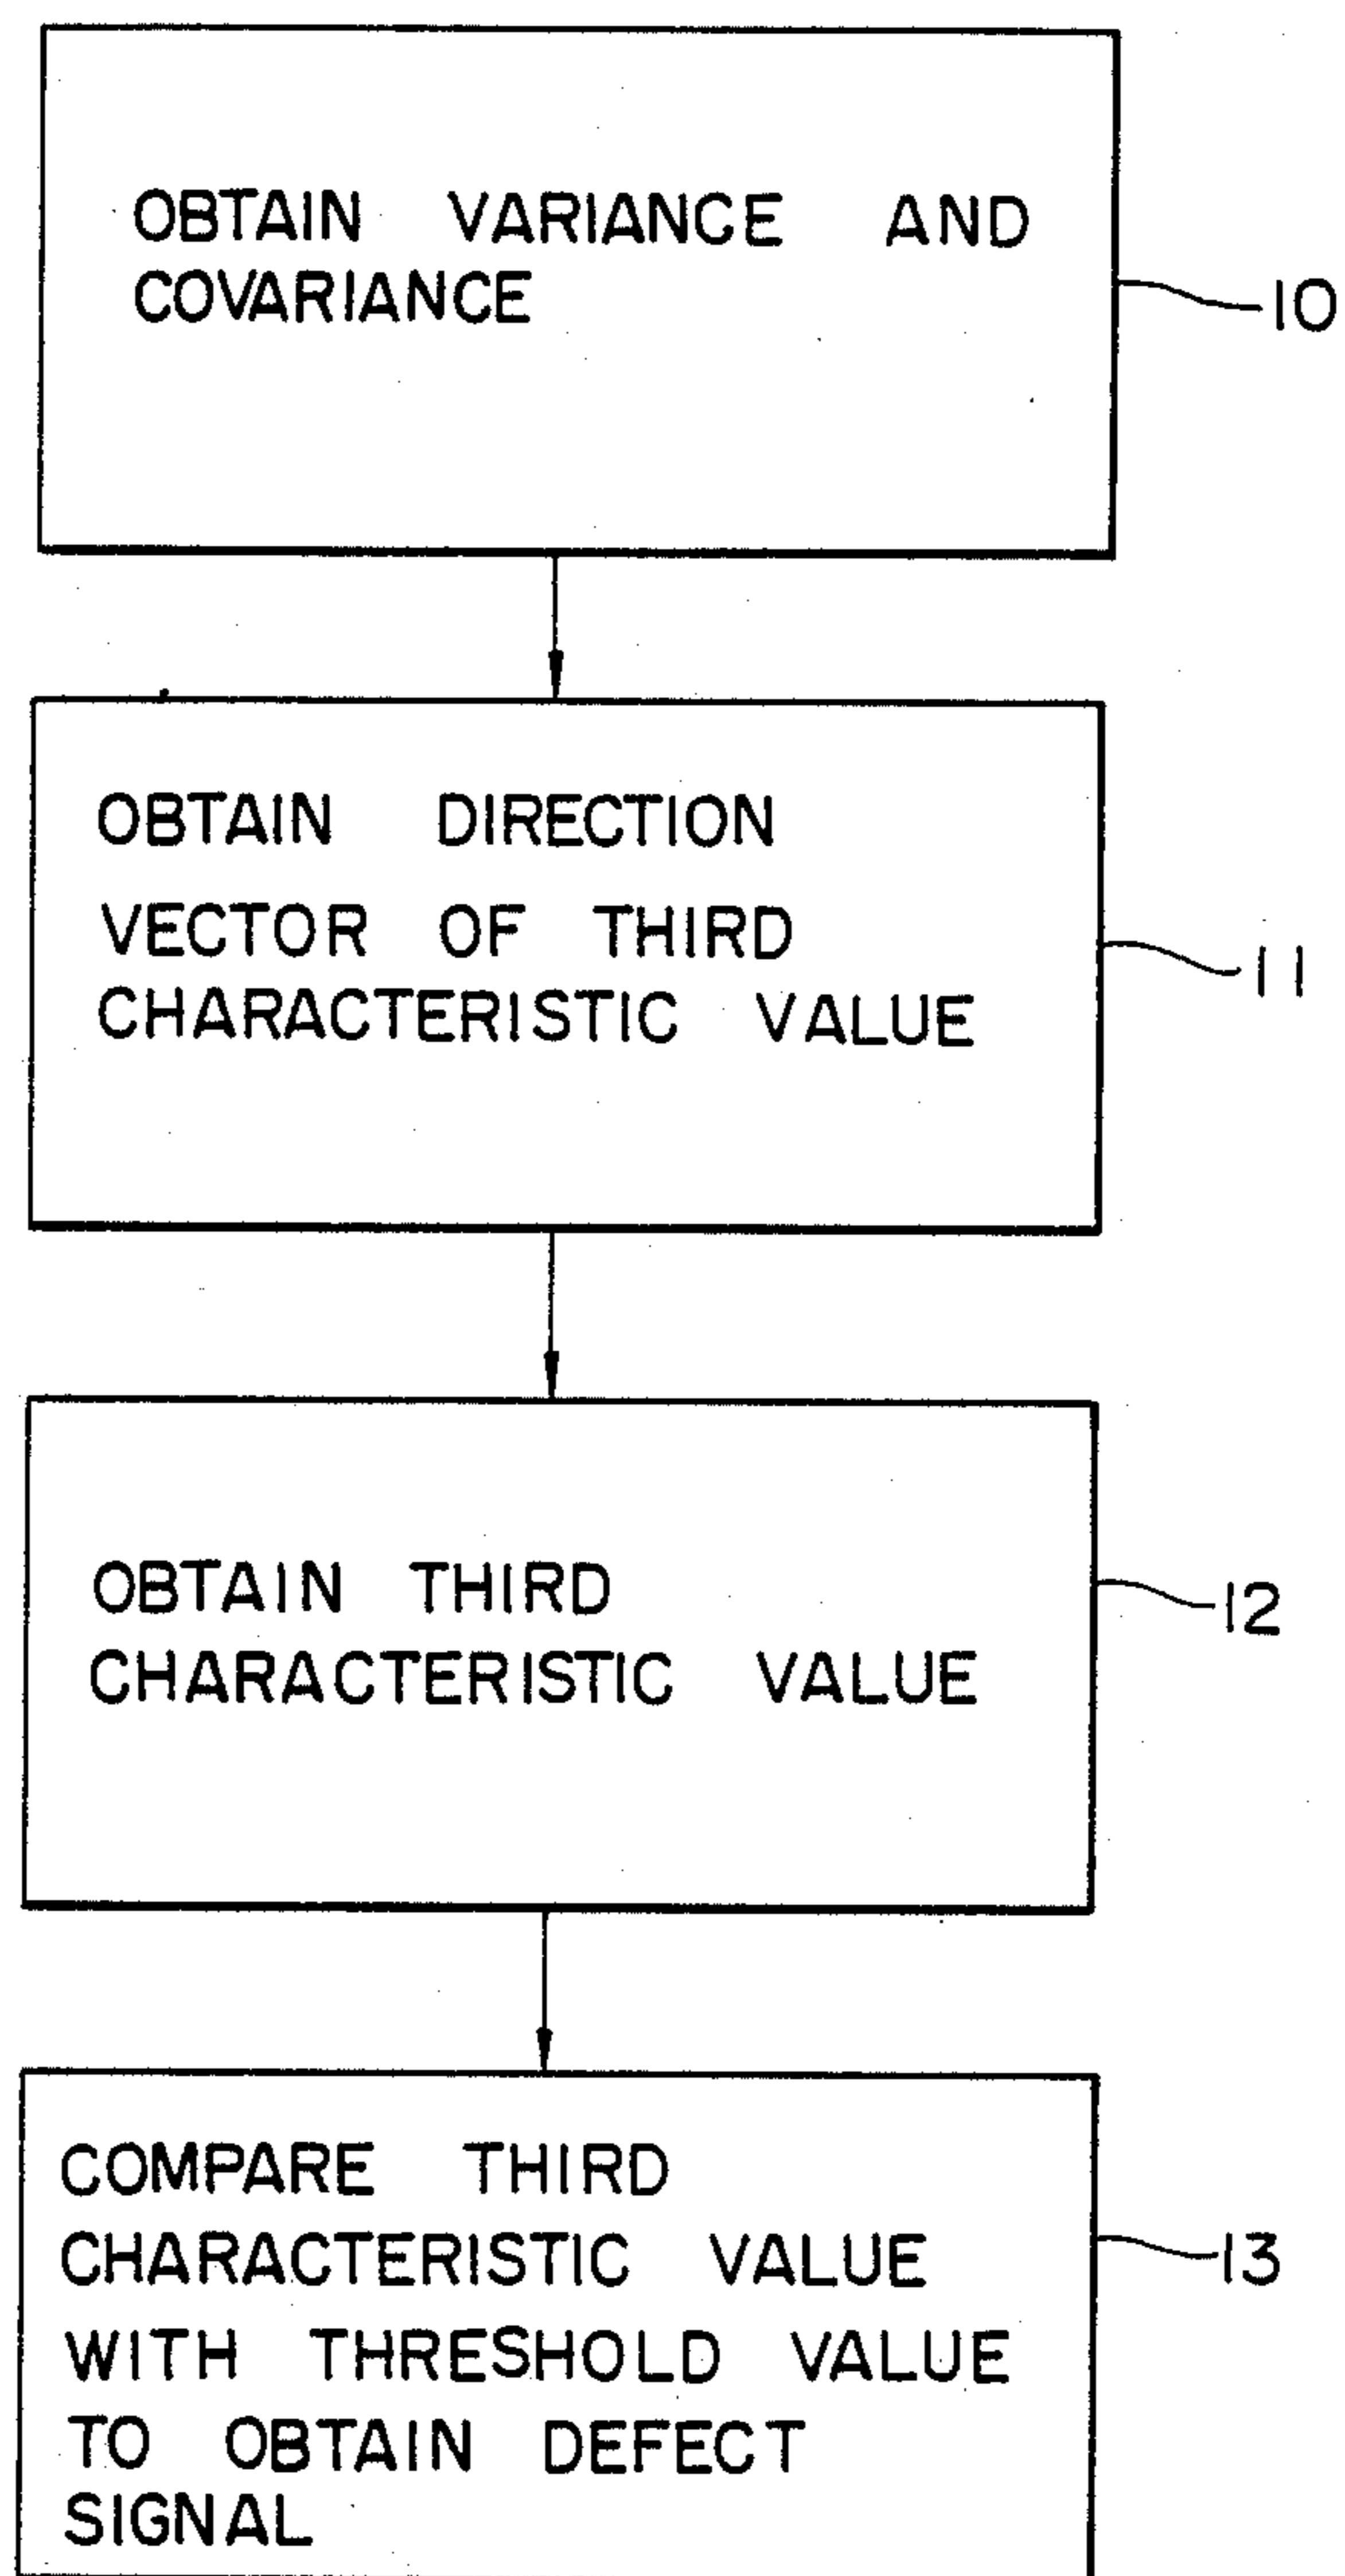 OBTAIN VARIANCE AND
COVARIANCE
10
OBTAIN DIRECTION
VECTOR OF THIRD
CHARACTERISTIC VALUE
11
OBTAIN THIRD
CHARACTERISTIC VALUE
12
COMPARE THIRD
CHARACTERISTIC VALUE
WITH THRESHOLD VALUE
TO OBTAIN DEFECT
SIGNAL
13